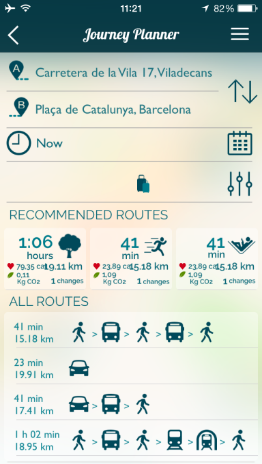 11:21
82%
Journey Planner
A
Carretera de la Vila 17, Viladecans
B
Plaça de Catalunya, Barcelona
Now
RECOMMENDED ROUTES
1:06
hours
79,35 cal
19.11 km
0,11
Kg CO2
1 changes
41
min
23,89 cal
15.18 km
1,09
Kg CO2
1 changes
41
min
23,89 cal
15.18 km
1,09
Kg CO2
1 changes
ALL ROUTES
41 min
15.18 km
> > > >
23 min
19.91 km
41 min
17.41 km
> >
1 h 02 min
18.95 km
> > > > >